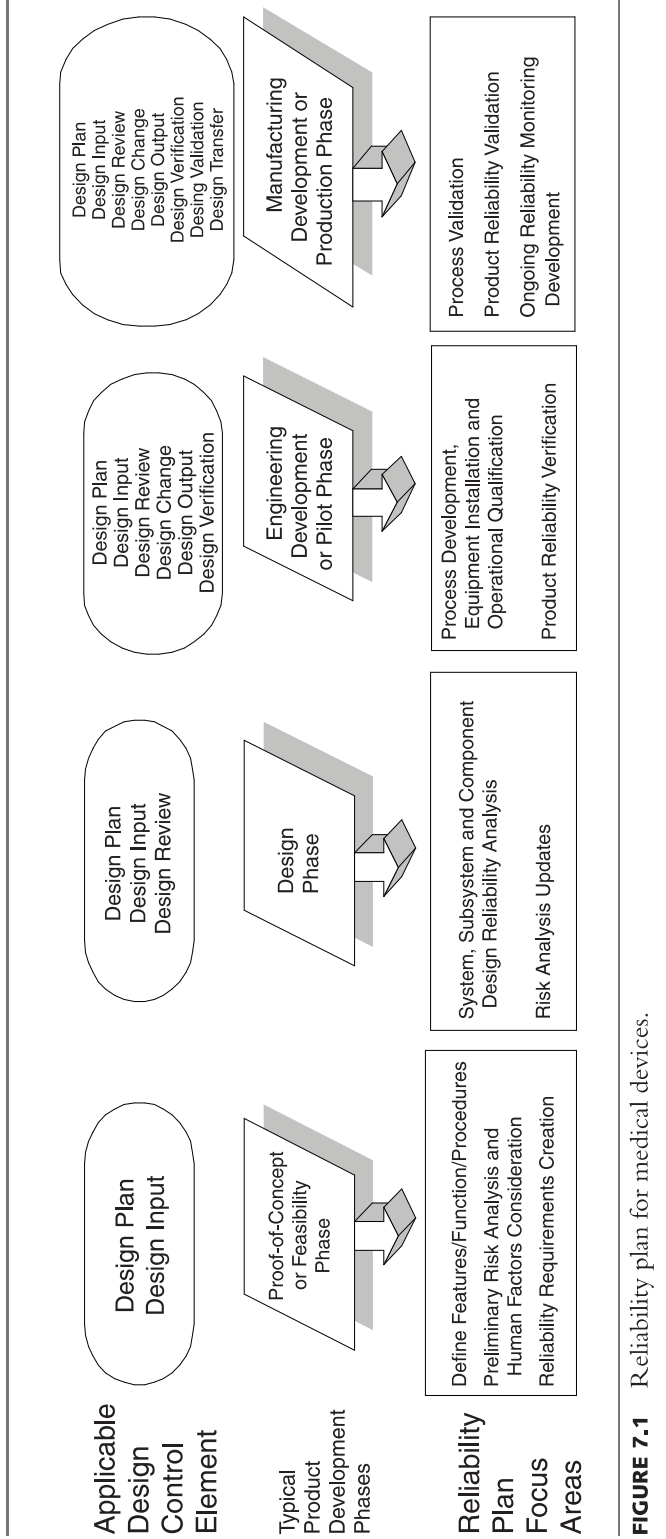 Applicable
Design
Control
Element
Design Plan
Design Input
Design Plan
Design Input
Design Review
Design Plan
Design Input
Design Review
Design Change
Design Output
Design Verification
Design Plan
Design Input
Design Review
Design Change
Design Output
Design Verification
Desing Validation
Design Transfer
Typical
Product
Development
Phases
Proof-of-Concept
or Feasibility
Phase
Design
Phase
Engineering
Development
or Pilot Phase
Manufacturing
Development or
Production Phase
Reliability
Plan
Focus
Areas
Define Features/Function/Procedures
Preliminary Risk Analysis and
Human Factors Consideration
Reliability Requirements Creation
System, Subsystem and Component
Design Reliability Analysis
Risk Analysis Updates
Process Development,
Equipment Installation and
Operational Qualification
Product Reliability Verification
Process Validation
Product Reliability Validation
Ongoing Reliability Monitoring
Development
FIGURE 7.1 Reliability plan for medical devices.